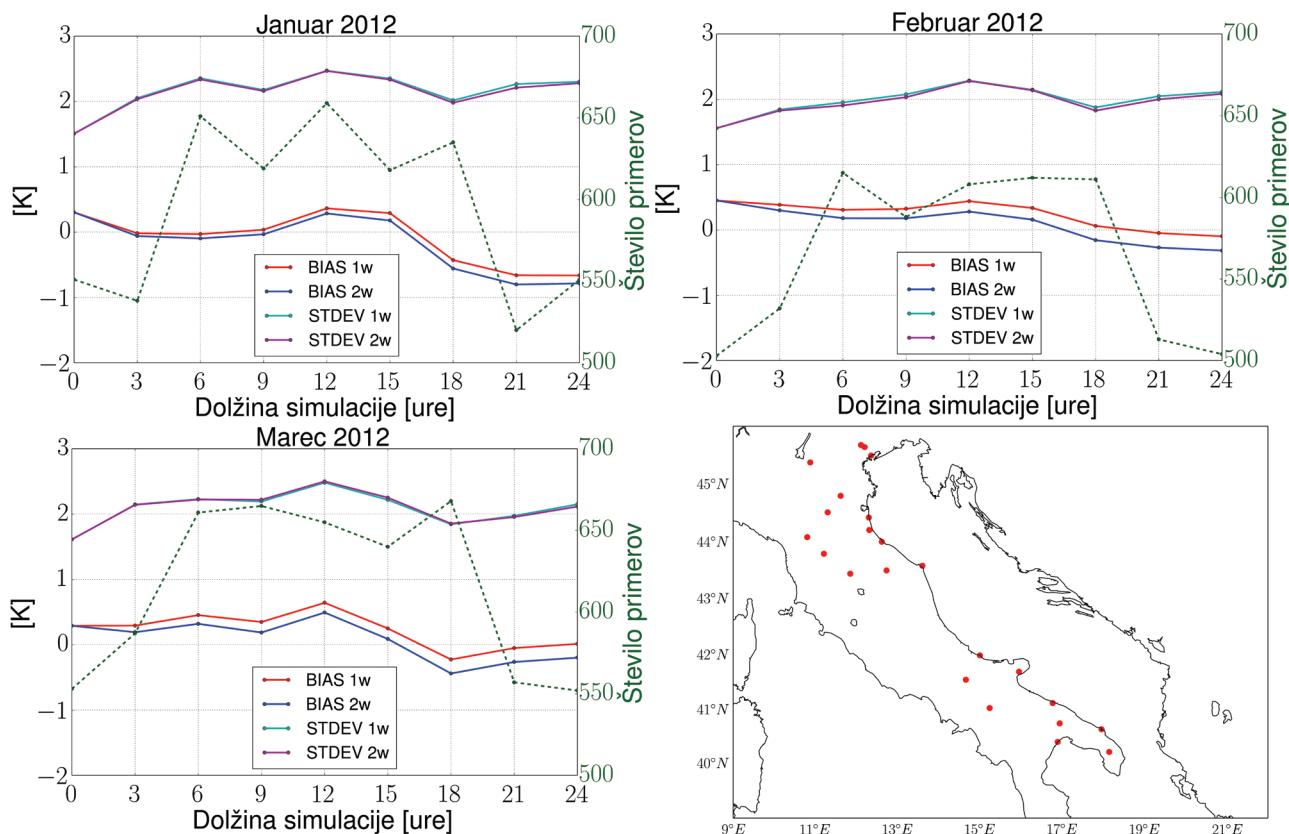 Januar 2012
3
2
1
0
−1
−2
[K]
700
650
600
550
500
Število primerov
BIAS 1w
BIAS 2w
STDEV 1w
STDEV 2w
0 3 6 9 12 15 18 21 24
Dolžina simulacije [ure]
Februar 2012
3
2
1
0
−1
−2
[K]
700
650
600
550
500
Število primerov
BIAS 1w
BIAS 2w
STDEV 1w
STDEV 2w
0 3 6 9 12 15 18 21 24
Dolžina simulacije [ure]
Marec 2012
3
2
1
0
−1
−2
[K]
700
650
600
550
500
Število primerov
BIAS 1w
BIAS 2w
STDEV 1w
STDEV 2w
0 3 6 9 12 15 18 21 24
Dolžina simulacije [ure]
45°N
44°N
43°N
42°N
41°N
40°N
9°E 11°E 13°E 15°E 17°E 19°E 21°E